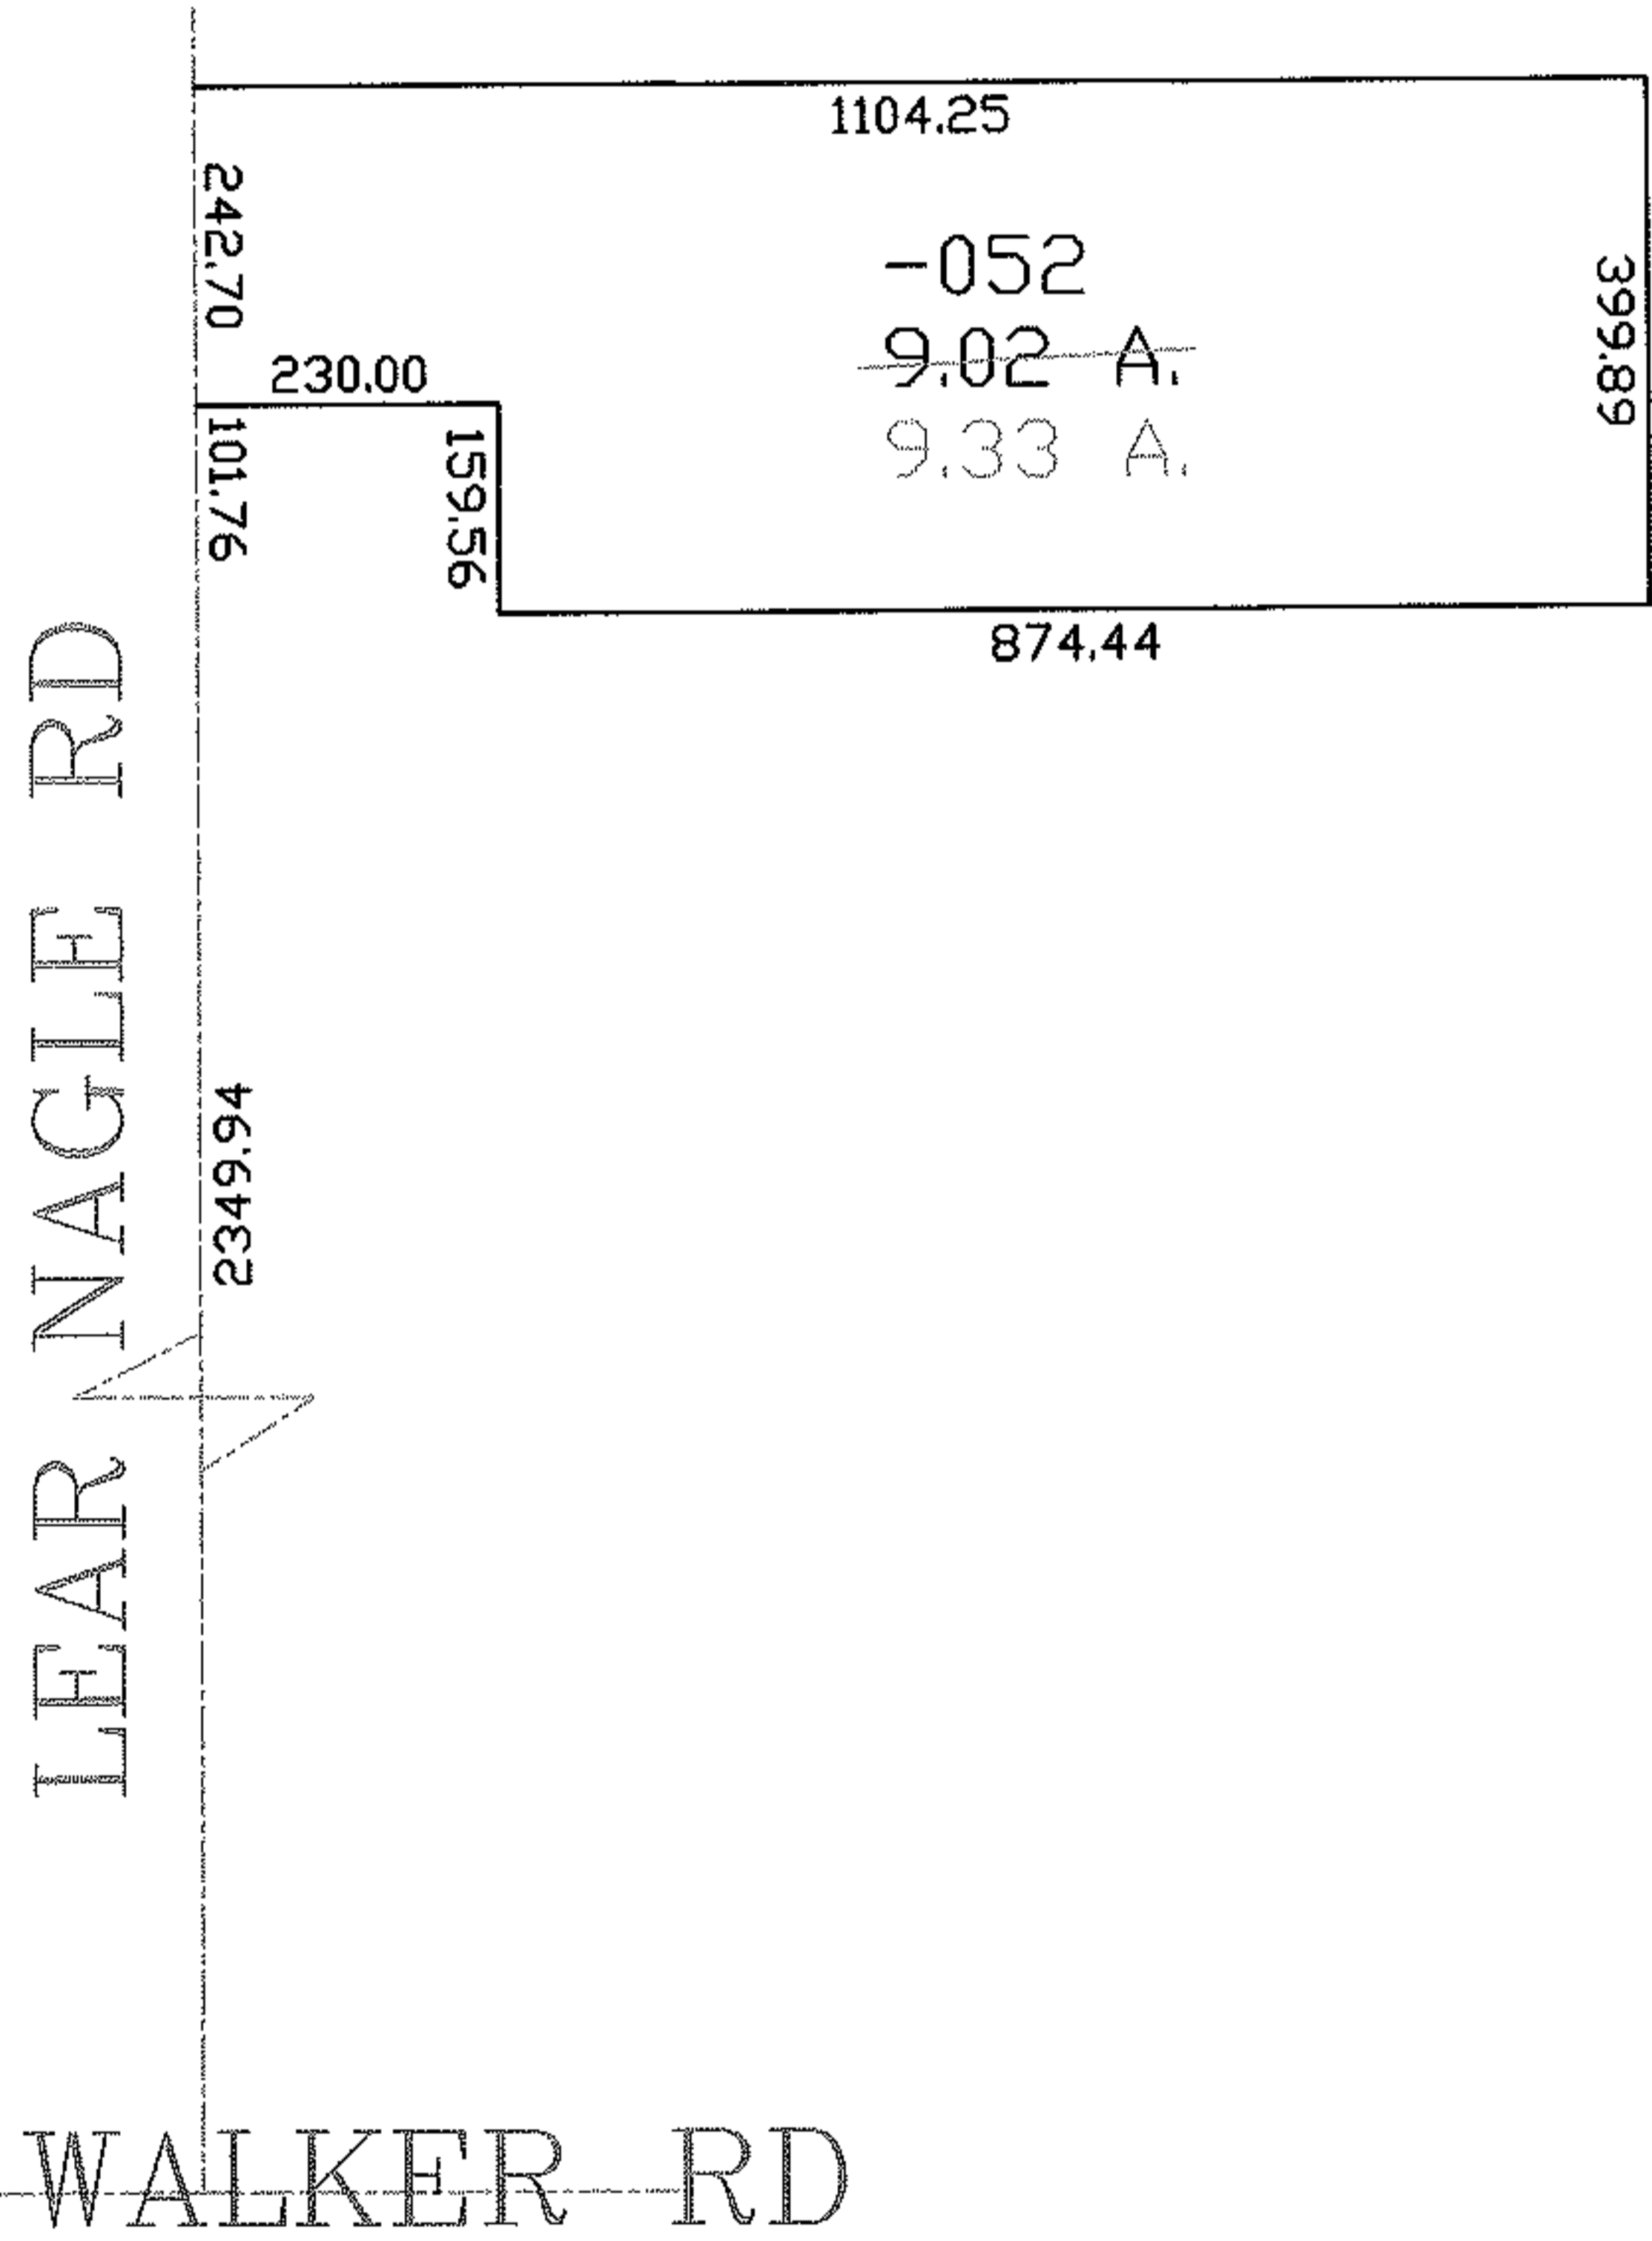 1104.25
242.70
-052
9.02 A.
9.33 A.
399.89
230.00
101.76
159.56
874.44
LEAR NAGLE RD
2349.94
WALKER RD